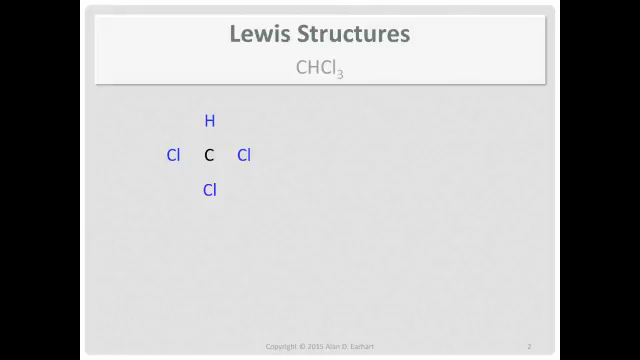 Lewis Structures
CHCl₃
H
Cl C Cl
Cl
Copyright © 2015 Alan D. Earhart 2